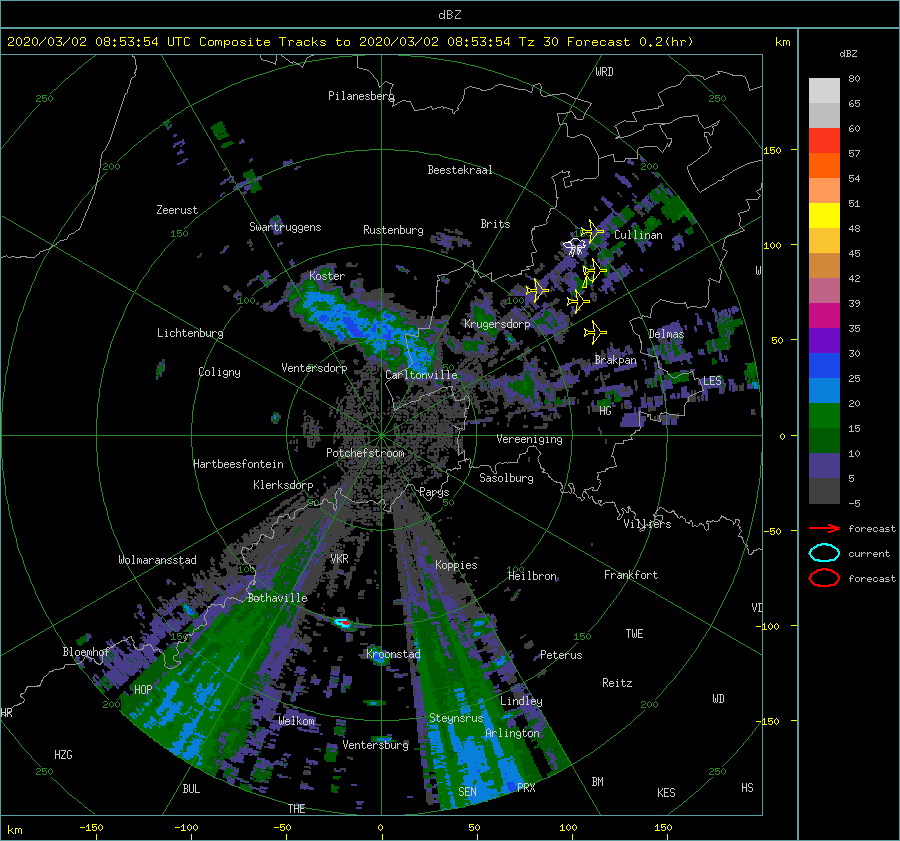 dBZ
2020/03/02 08:53:54 UTC Composite Tracks to 2020/03/02 08:53:54 Tz 30 Forecast 0.2(hr) km
dBZ
WRD
80
250 Pilanesberg 250
65
60
150
57
200 Beestekraal 200
54
51
Zeerust
150 Swartruggens Rustenburg Brits Cullinan
48
100
45
W
Koster
42
100 100
39
Krugersdorp
36
Lichtenburg Delmas
50
30
Coligny Ventersdorp Carltonville Brakpan
25
LES
HG
20
15
0
Vereeniging
Potchefstroom
10
Hartbeesfontein
5
Klerksdorp Parys Sasolburg
-5
50 50
Villiers
forecast
-50
VKR
current
Wolmaransstad Koppies
100 100
Heilbron Frankfort
forecast
Bothaville
VD
-100
150 150
TWE
Bloemhof Kroonstad Peterus
HOP Reitz
200 Lindley 200
WD
HR
Welkom Steynsrus
-150
Arlington
HZG Ventersburg
250 250
BUL SEN PRX BM KES HS
THE
km -150 -100 -50 0 50 100 150